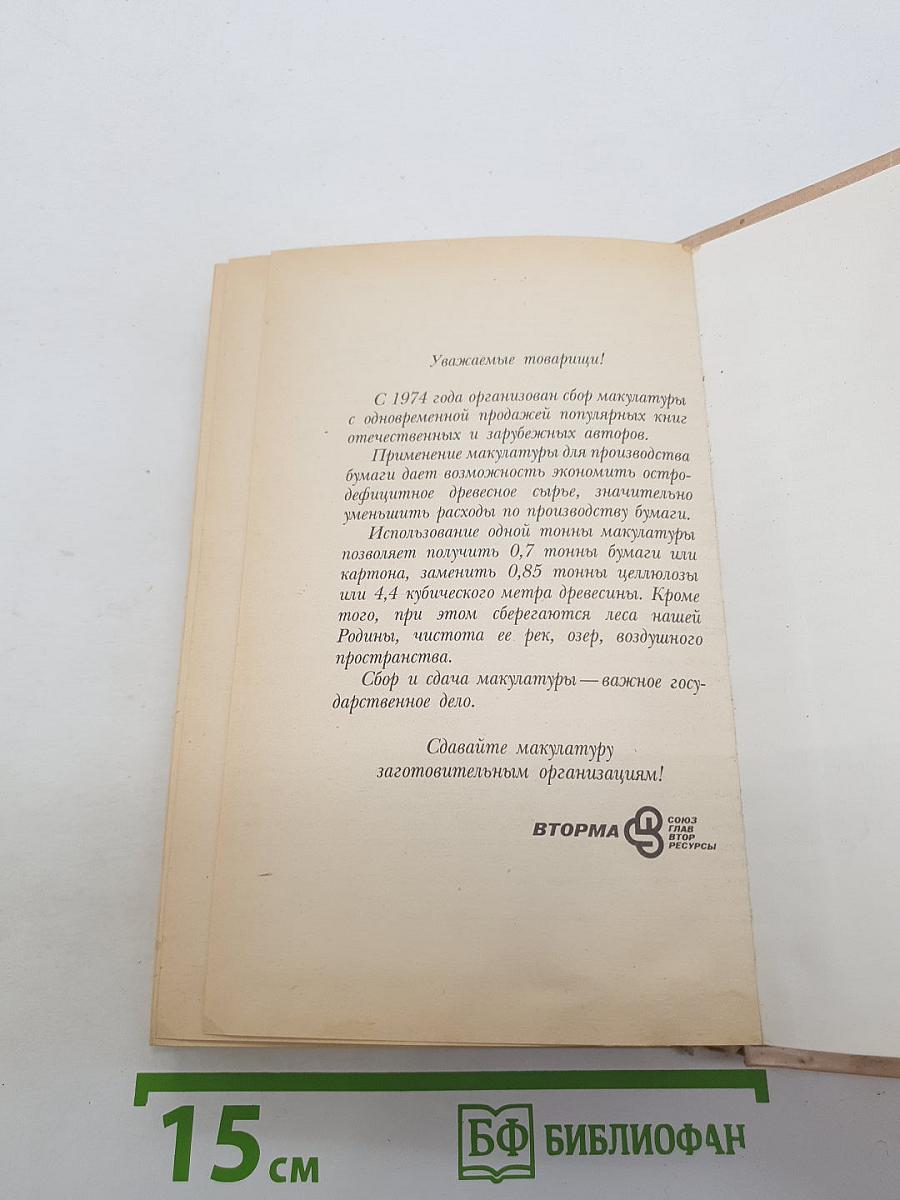 Уважаемые товарищи!
С 1974 года организован сбор макулатуры
с одновременной продажей популярных книг
отечественных и зарубежных авторов.
Применение макулатуры для производства
бумаги дает возможность экономить остро-
дефицитное древесное сырье, значительно
уменьшить расходы по производству бумаги.
Использование одной тонны макулатуры
позволяет получить 0,7 тонны бумаги или
картона, заменить 0,85 тонны целлюлозы
или 4,4 кубического метра древесины. Кроме
того, при этом сберегаются леса нашей
Родины, чистота ее рек, озер, воздушного
пространства.
Сбор и сдача макулатуры — важное госу-
дарственное дело.
Сдавайте макулатуру
заготовительным организациям!
ВТОРМА
СОЮЗ
ГЛАВ
ВТОР
РЕСУРСЫ
15 см
БФ БИБЛИОФАН